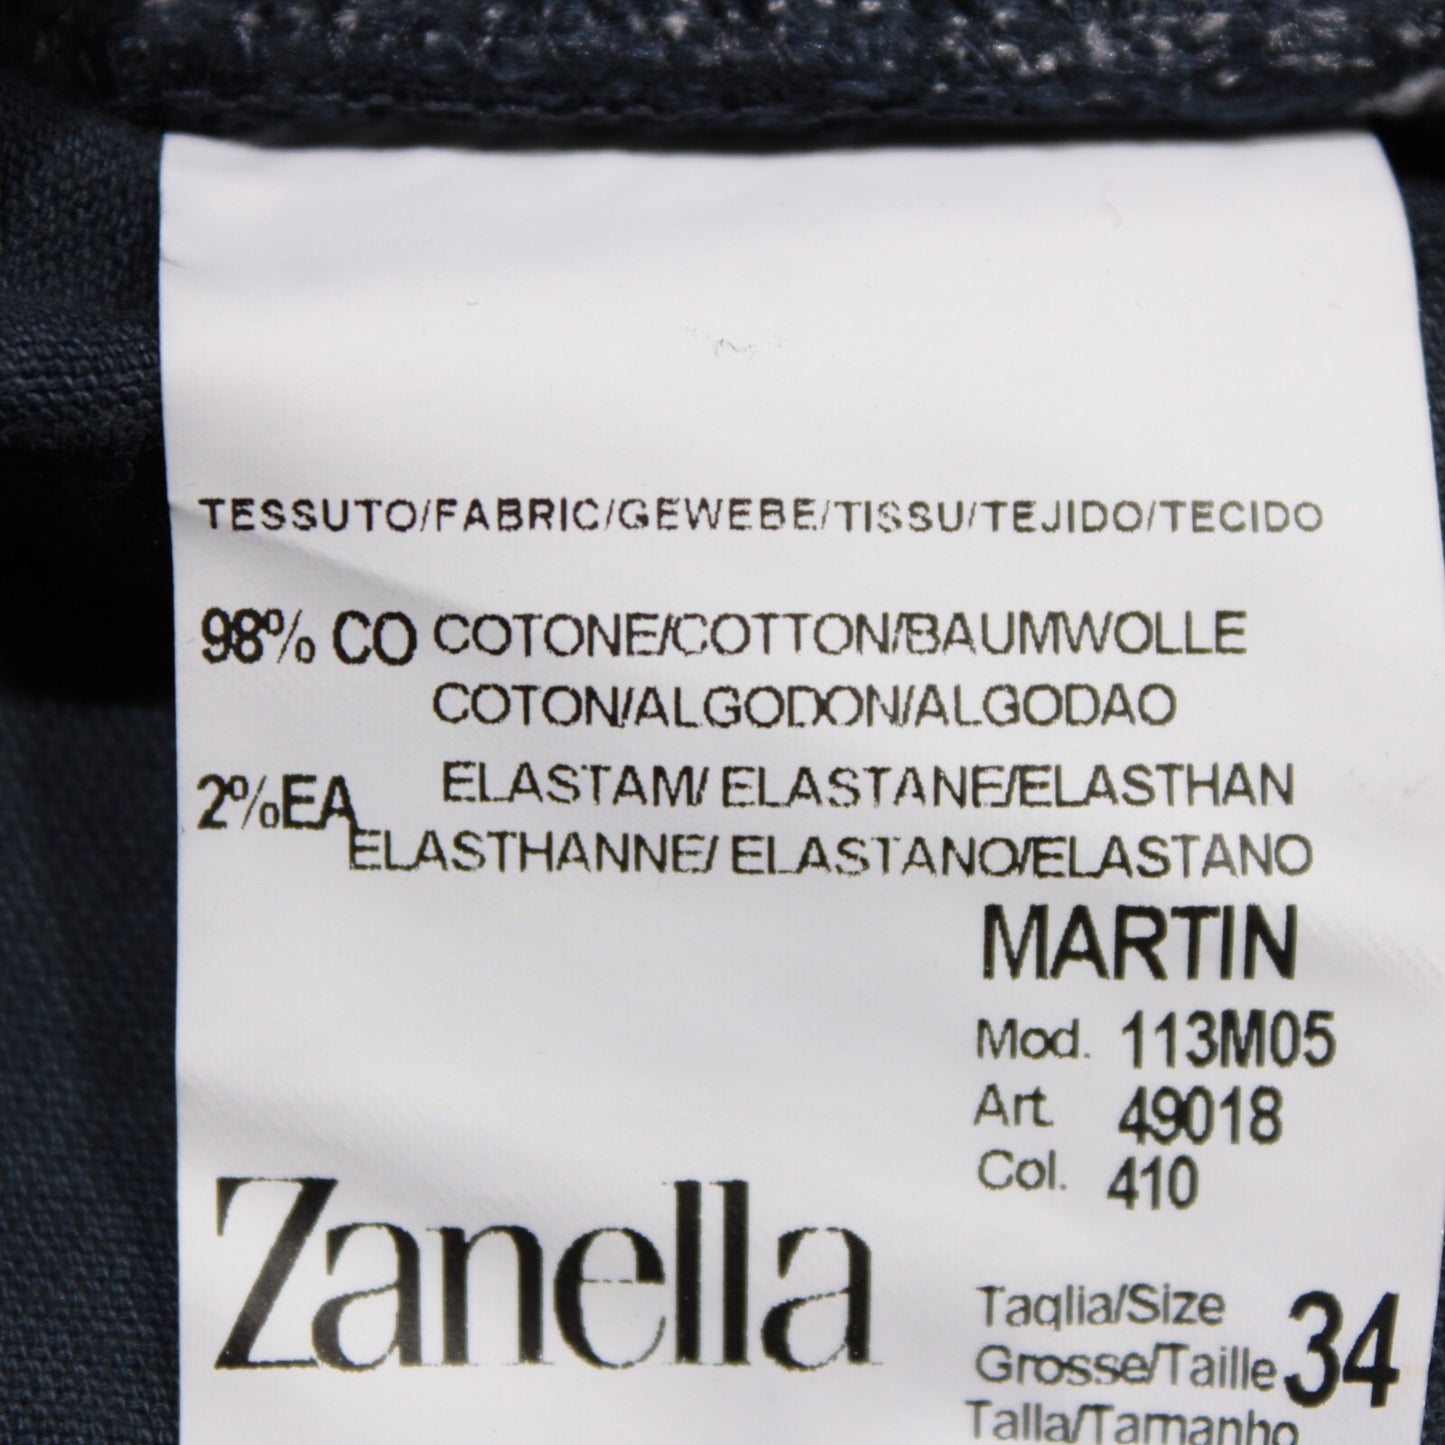 TESSUTO/FABRIC/GEWEBE/TISSU/TEJIDO/TECIDO
98% CO COTONE/COTTON/BAUMWOLLE
COTON/ALGODON/ALGODAO
2%EA ELASTAM/ ELASTANE/ELASTHAN
ELASTHANNE/ ELASTANO/ELASTANO
MARTIN
Mod. 113M05
Art. 49018
Col. 410
Zanella
Taglia/Size
Grosse/Taille 34
Talla/Tamanho